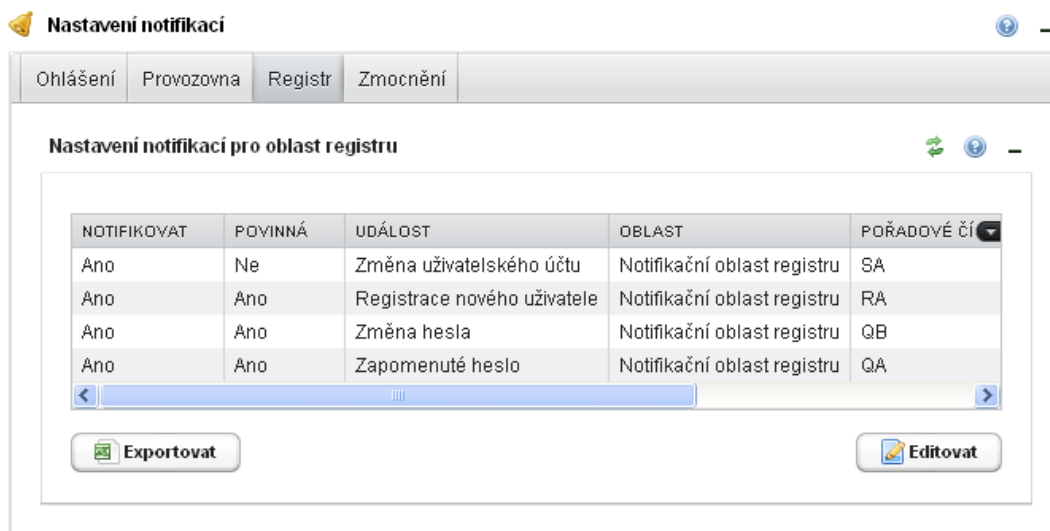 Nastavení notifikací
Ohlášení Provozovna Registr Zmocnění
Nastavení notifikací pro oblast registru
NOTIFIKOVAT POVINNÁ UDÁLOST OBLAST POŘADOVÉ ČÍ
Ano Ne Změna uživatelského účtu Notifikační oblast registru SA
Ano Ano Registrace nového uživatele Notifikační oblast registru RA
Ano Ano Změna hesla Notifikační oblast registru QB
Ano Ano Zapomenuté heslo Notifikační oblast registru QA
Exportovat Editovat